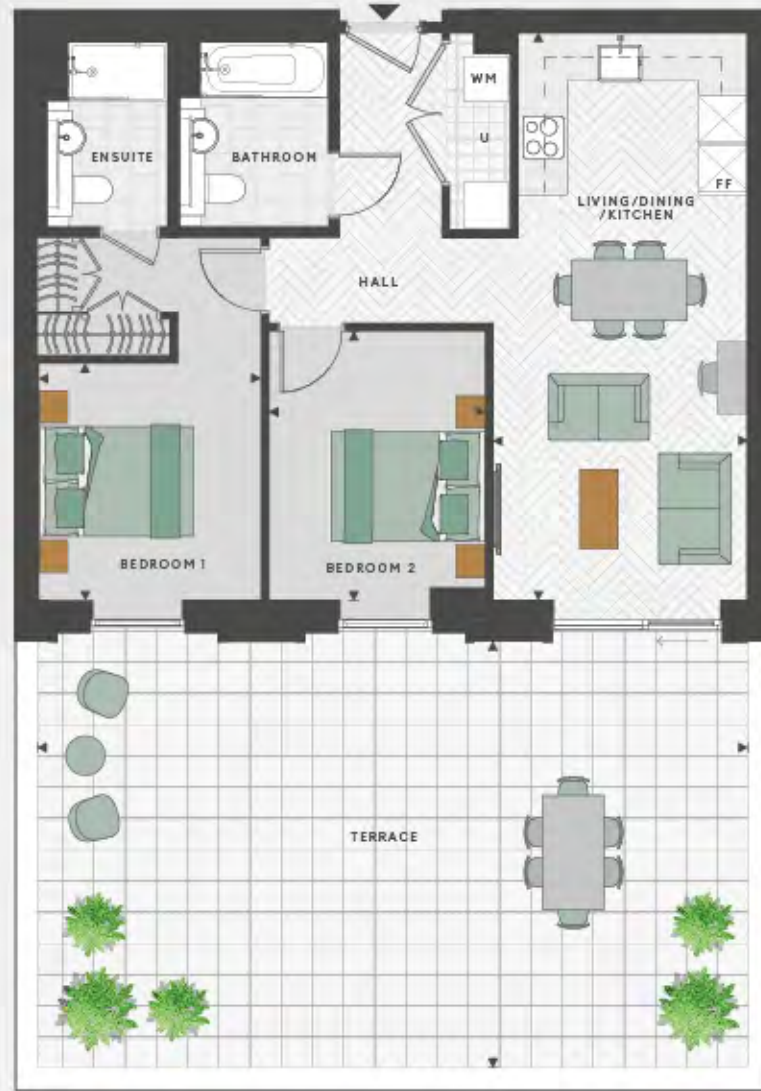 WM
ENSUITE
BATHROOM
U
FF
LIVING/DINING
/KITCHEN
HALL
BEDROOM 1
BEDROOM 2
TERRACE